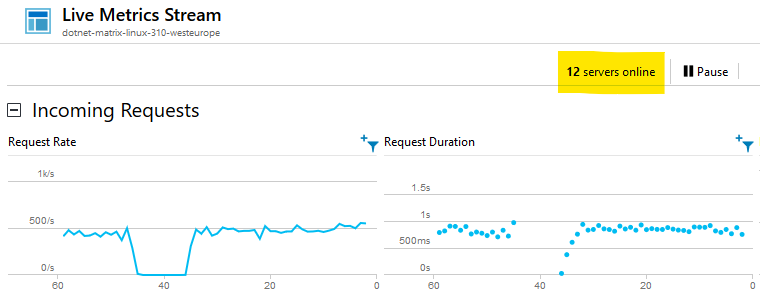 Live Metrics Stream
dotnet-matrix-linux-310-westeurope
12 servers online
Pause
Incoming Requests
Request Rate
1k/s
500/s
0/s
60
40
20
0
Request Duration
1.5s
1s
500ms
0s
60
40
20
0